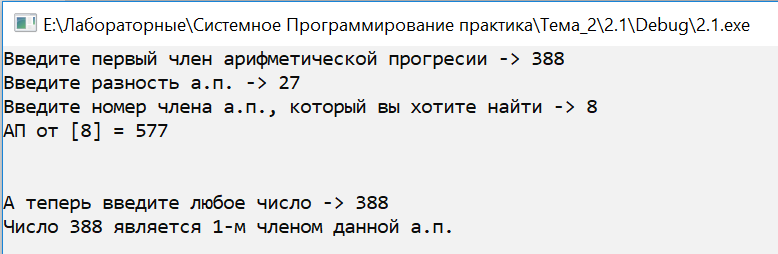 E:\Лабораторные\Системное Программирование практика\Тема_2\2.1\Debug\2.1.exe
Введите первый член арифметической прогресии -> 388
Введите разность а.п. -> 27
Введите номер члена а.п., который вы хотите найти -> 8
АП от [8] = 577
А теперь введите любое число -> 388
Число 388 является 1-м членом данной а.п.